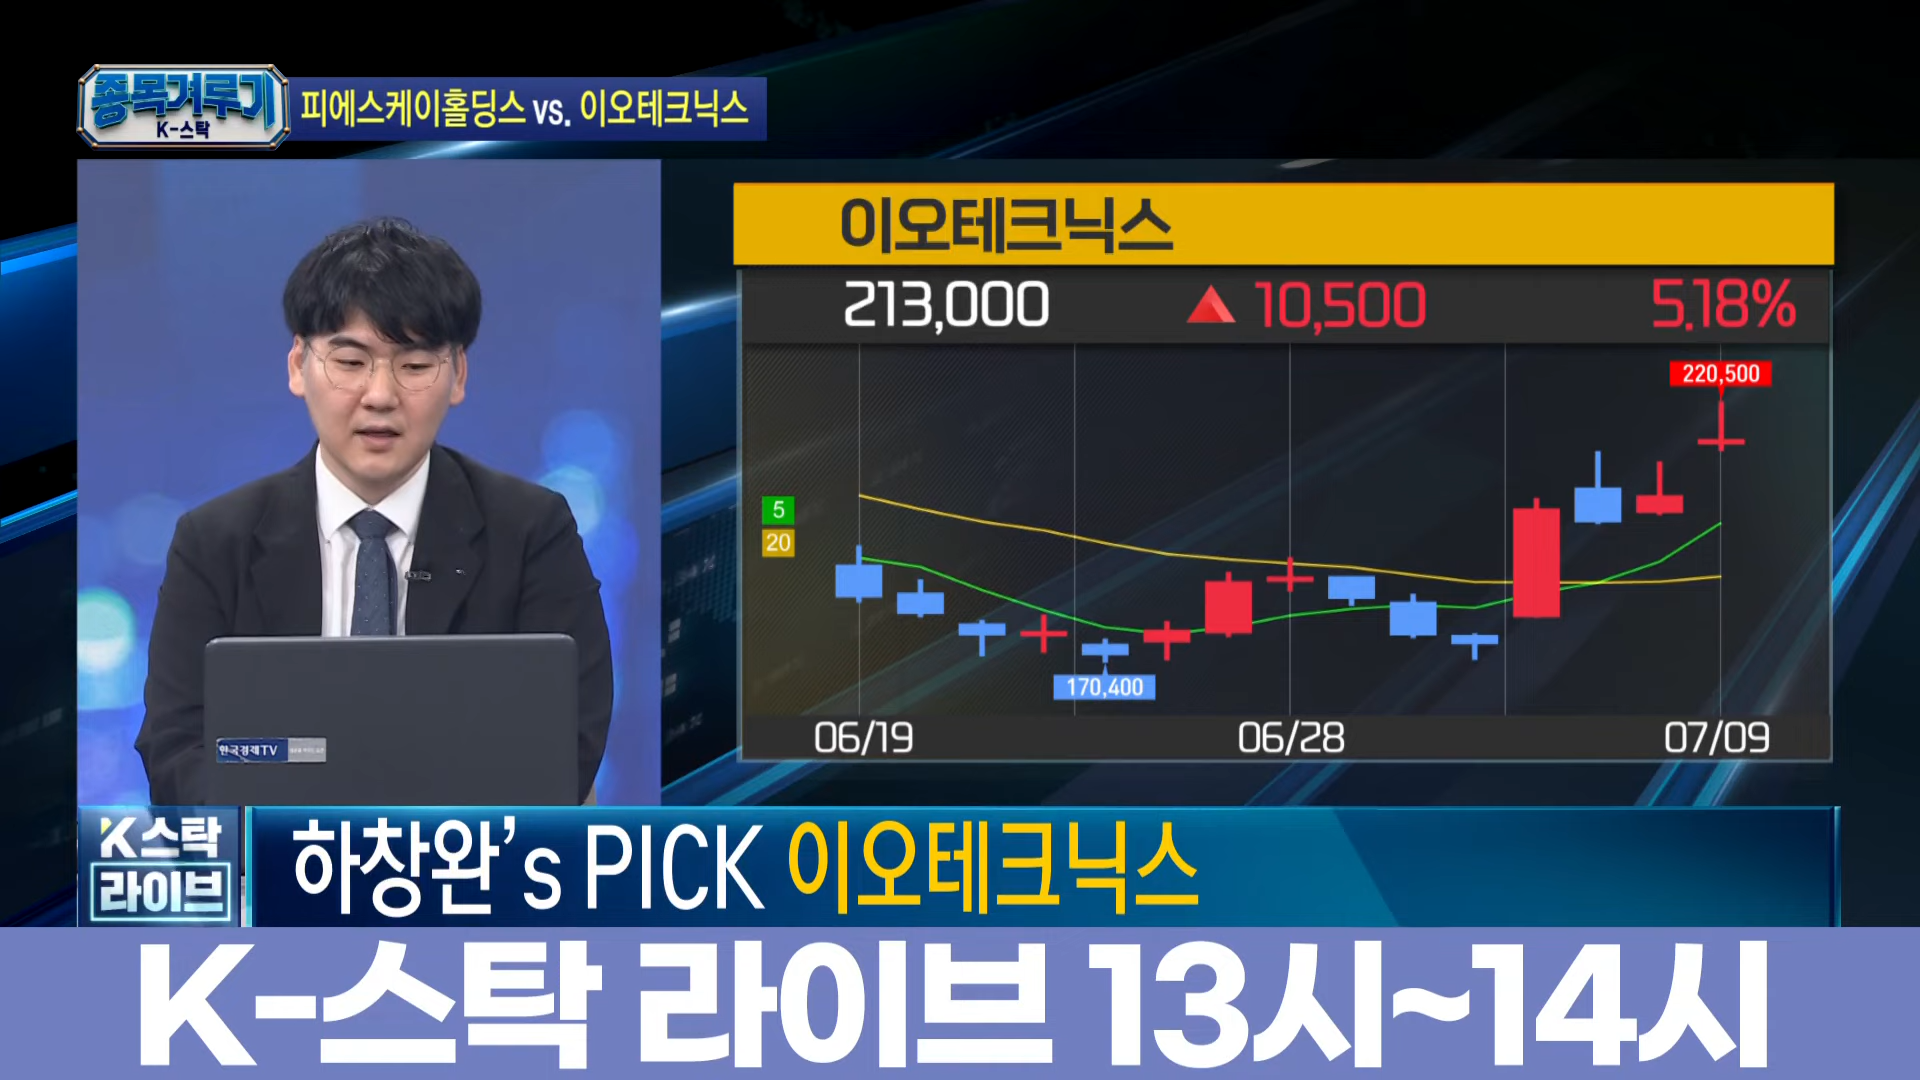 종목겨루기
K-스탁
피에스케이홀딩스 vs. 이오테크닉스
이오테크닉스
213,000 ▲ 10,500 5.18%
220,500
5
20
170,400
06/19 06/28 07/09
한국경제TV
K스탁
라이브
하창완's PICK 이오테크닉스
K-스탁 라이브 13시~14시